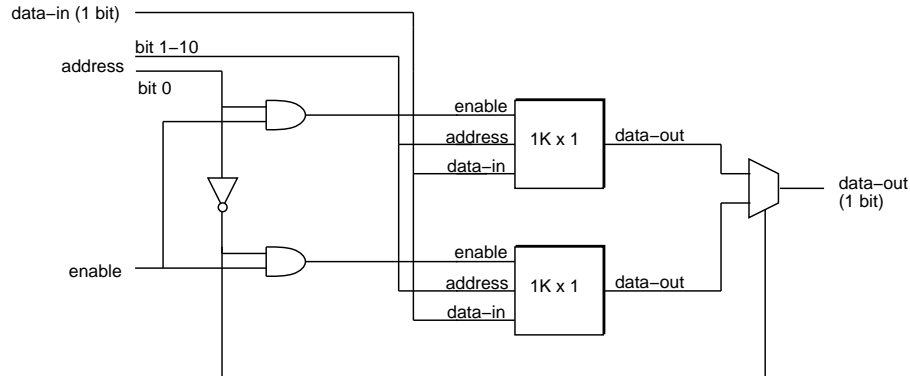 data−in (1 bit)
bit 1−10
address
bit 0
enable
address
data−in
1K x 1
data−out
data−out
(1 bit)
enable
enable
address
data−in
1K x 1
data−out